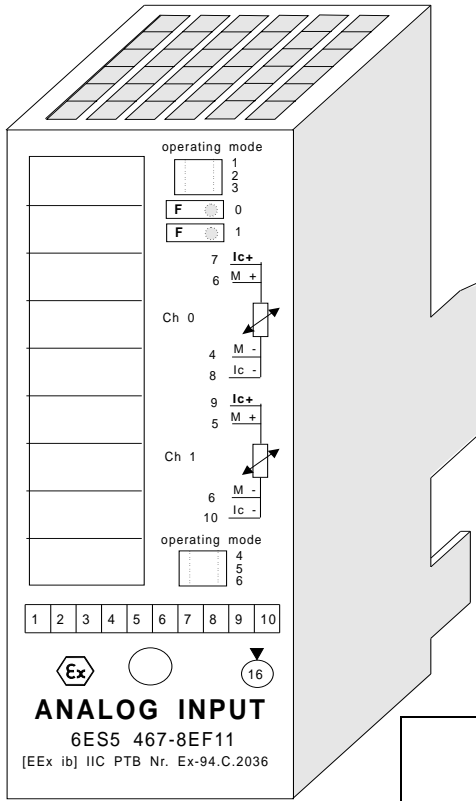 operating mode
1
2
3
F 0
F 1
7 Ic+
6 M +
Ch 0
4 M -
8 Ic -
9 Ic+
5 M +
Ch 1
6 M -
10 Ic -
operating mode
4
5
6
1 2 3 4 5 6 7 8 9 10
εx
16
ANALOG INPUT
6ES5 467-8EF11
[EEx ib] IIC PTB Nr. Ex-94.C.2036